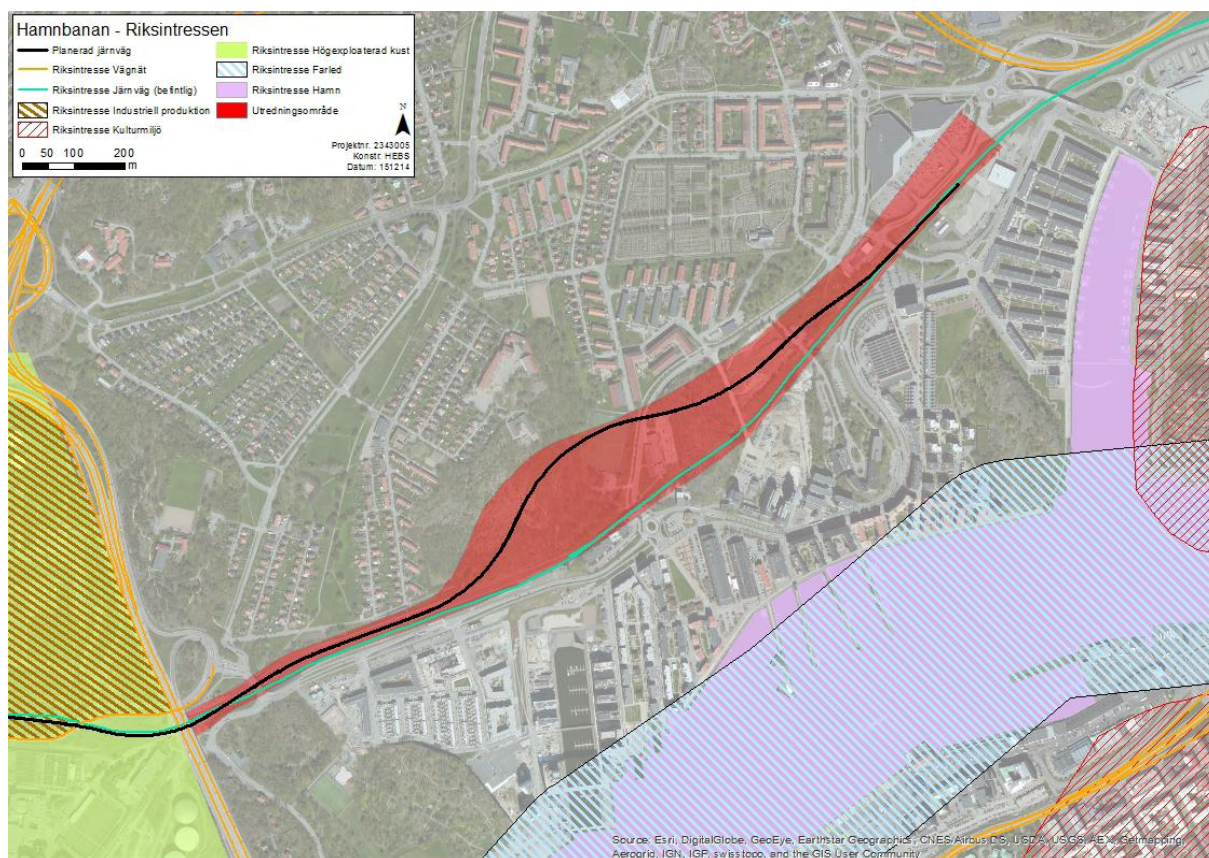 Hamnbanan - Riksintressen
Planerad järnväg
Riksintresse Vägnät
Riksintresse Järnväg (befintlig)
Riksintresse Industriell produktion
Riksintresse Kulturmiljö
Riksintresse Högexploaterad kust
Riksintresse Farled
Riksintresse Hamn
Utredningsområde
N
0 50 100 200
m
Projektnr. 2343005
Konstr. HEBS
Datum: 151214
Source: Esri, DigitalGlobe, GeoEye, Earthstar Geographics, CNES/Airbus DS, USDA, USGS, AEX, Getmapping,
Aerogrid, IGN, IGP, swisstopo, and the GIS User Community